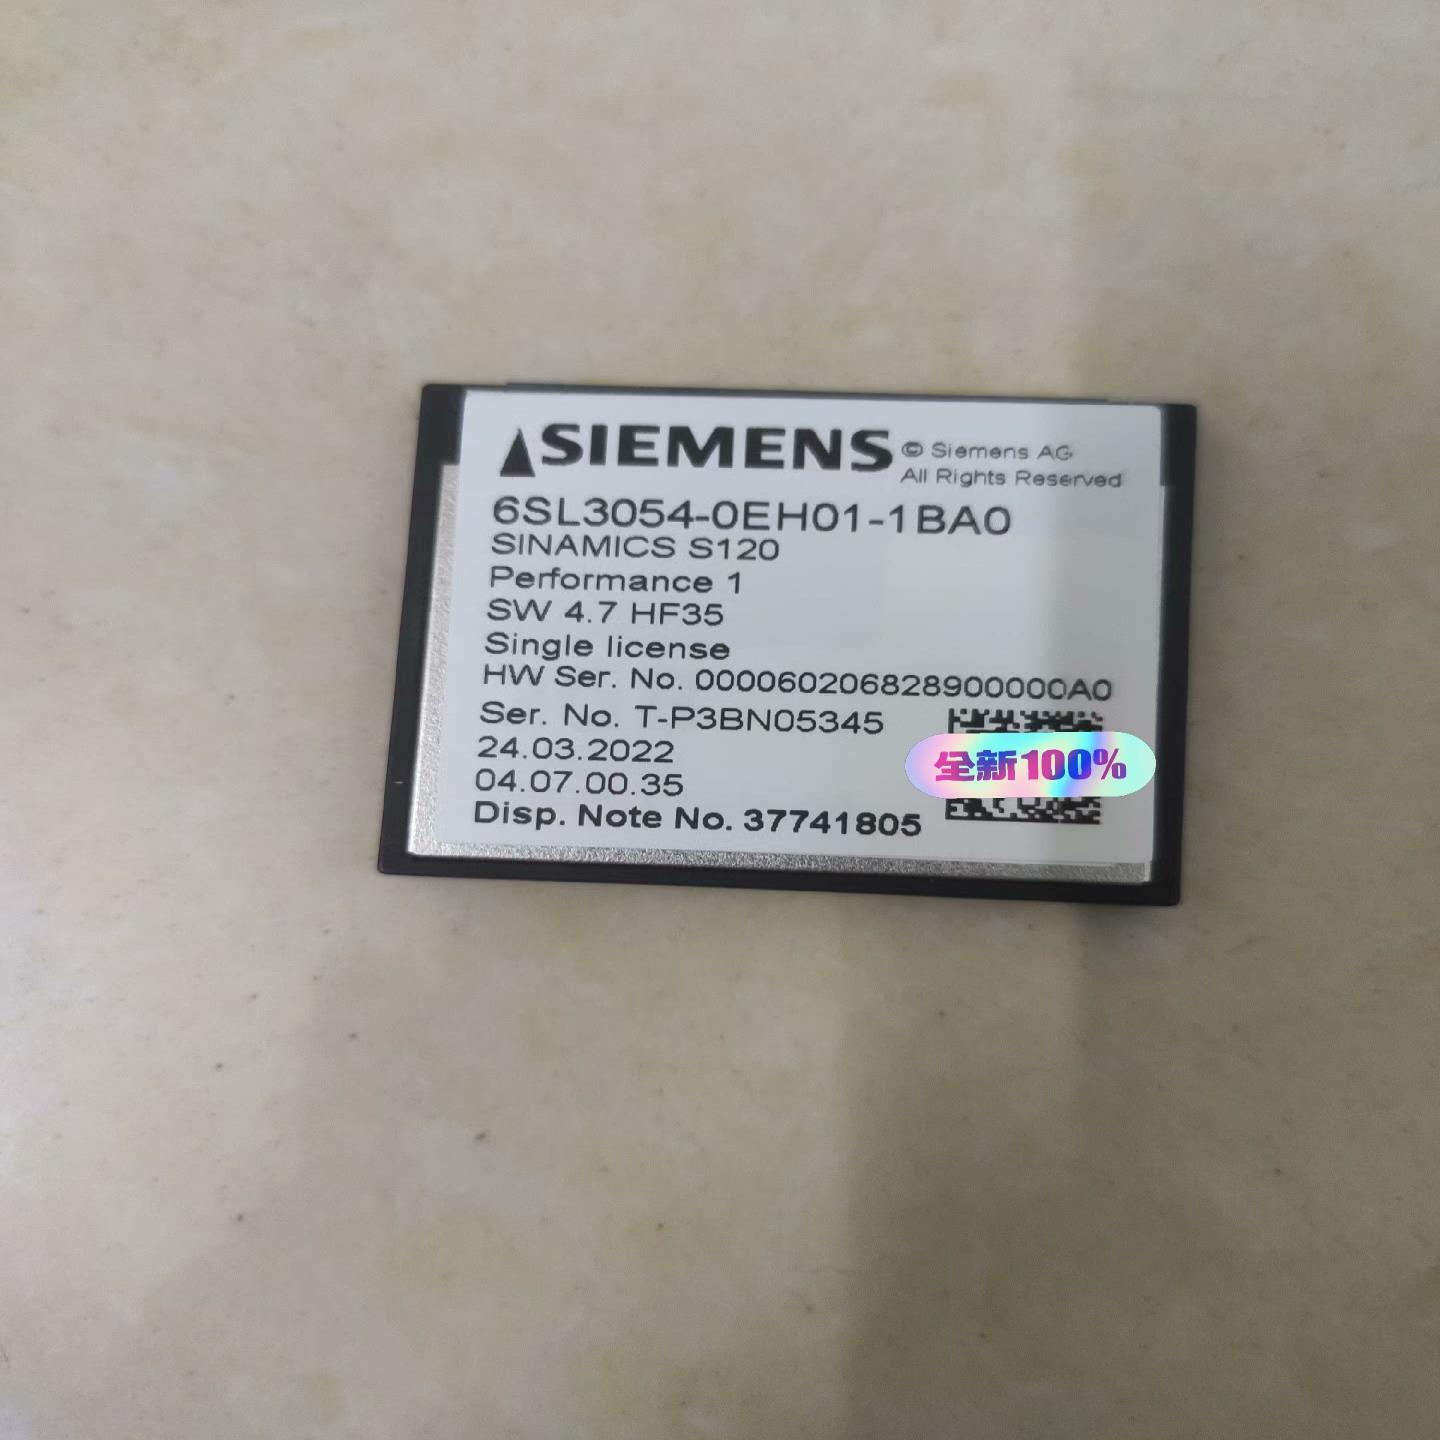 SIEMENS © Siemens AG
All Rights Reserved
6SL3054-0EH01-1BA0
SINAMICS S120
Performance 1
SW 4.7 HF35
Single license
HW Ser. No. 000060206828900000A0
Ser. No. T-P3BN05345
24.03.2022
全新100%
04.07.00.35
Disp. Note No. 37741805